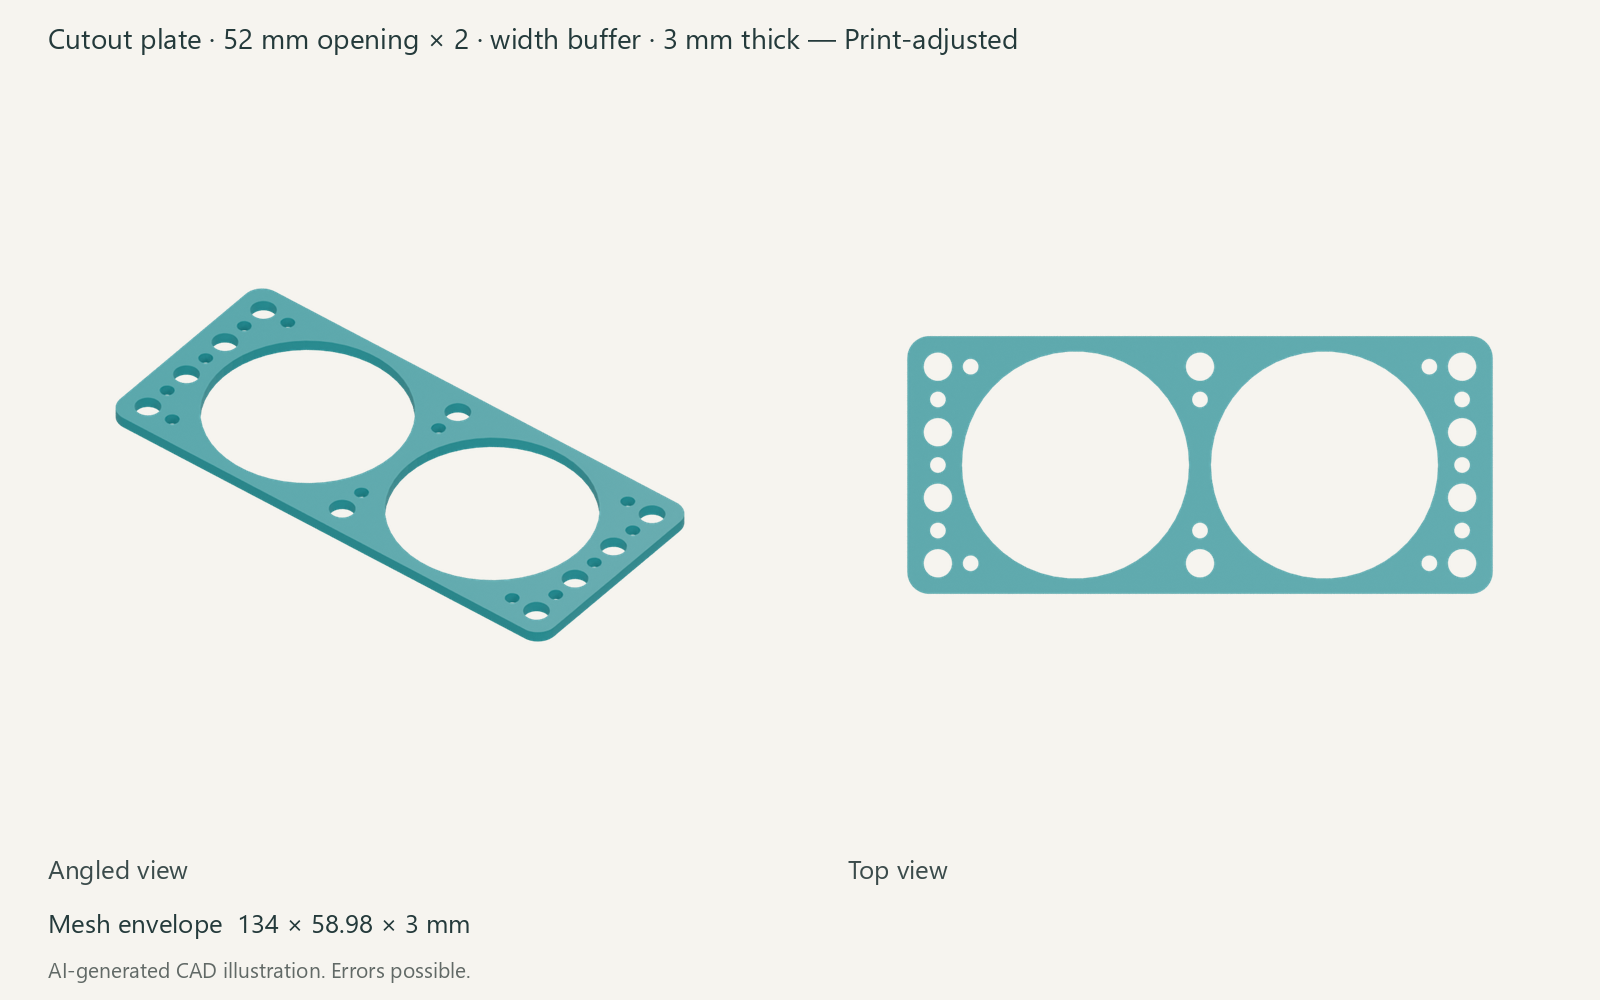 Cutout plate · 52 mm opening × 2 · width buffer · 3 mm thick — Print-adjusted
Angled view
Top view
Mesh envelope 134 × 58.98 × 3 mm
AI-generated CAD illustration. Errors possible.